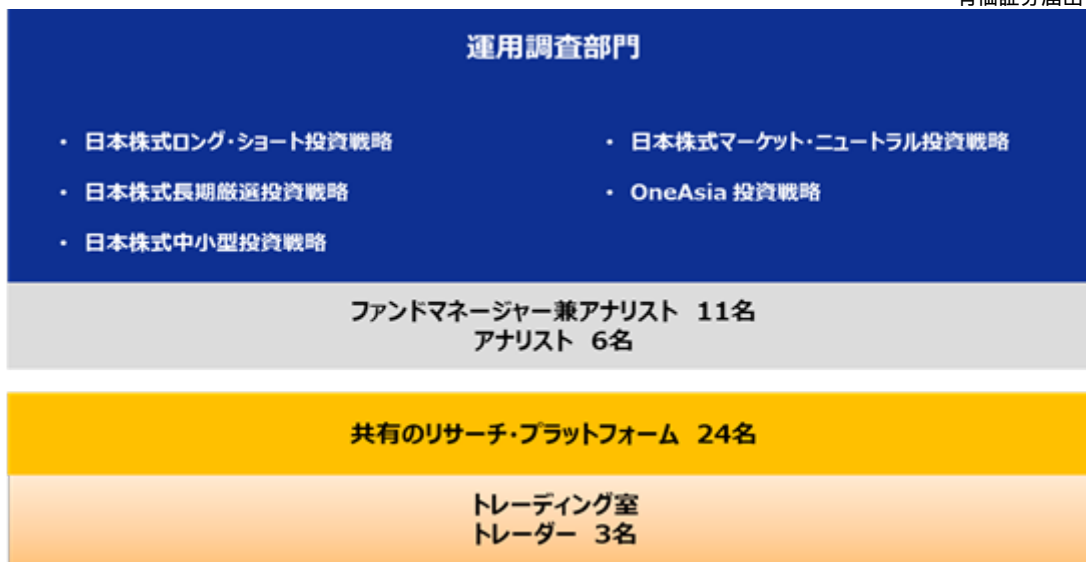 有価証券届出
運用調査部門
・ 日本株式ロング・ショート投資戦略
・ 日本株式マーケット・ニュートラル投資戦略
・ 日本株式長期厳選投資戦略
・ OneAsia 投資戦略
・ 日本株式中小型投資戦略
ファンドマネージャー兼アナリスト 11名
アナリスト 6名
共有のリサーチ・プラットフォーム 24名
トレーディング室
トレーダー 3名